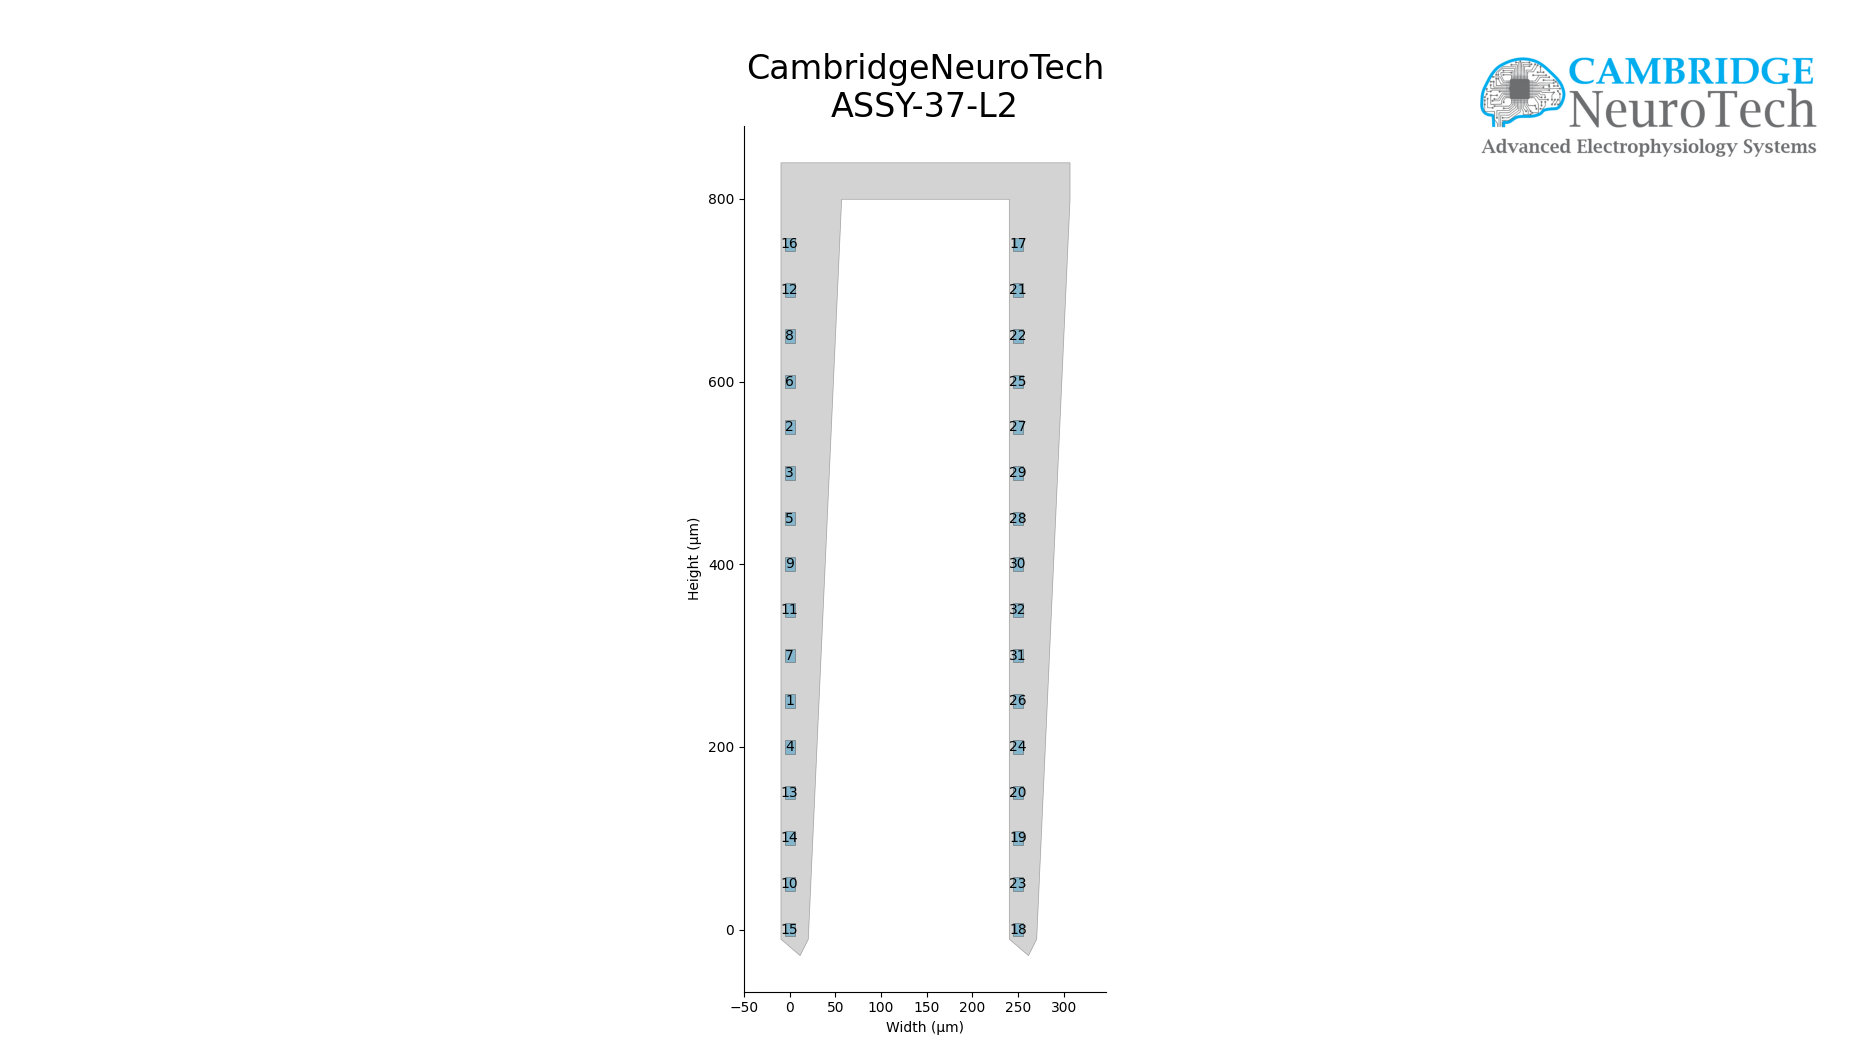 CambridgeNeuroTech
ASSY-37-L2
CAMBRIDGE
NeuroTech
Advanced Electrophysiology Systems
800
16 17
12 21
8 22
600
6 25
2 27
3 29
5 28
Height (μm)
400
9 30
11 32
7 31
1 26
200
4 24
13 20
14 19
10 23
0
15 18
−50 0 50 100 150 200 250 300
Width (μm)